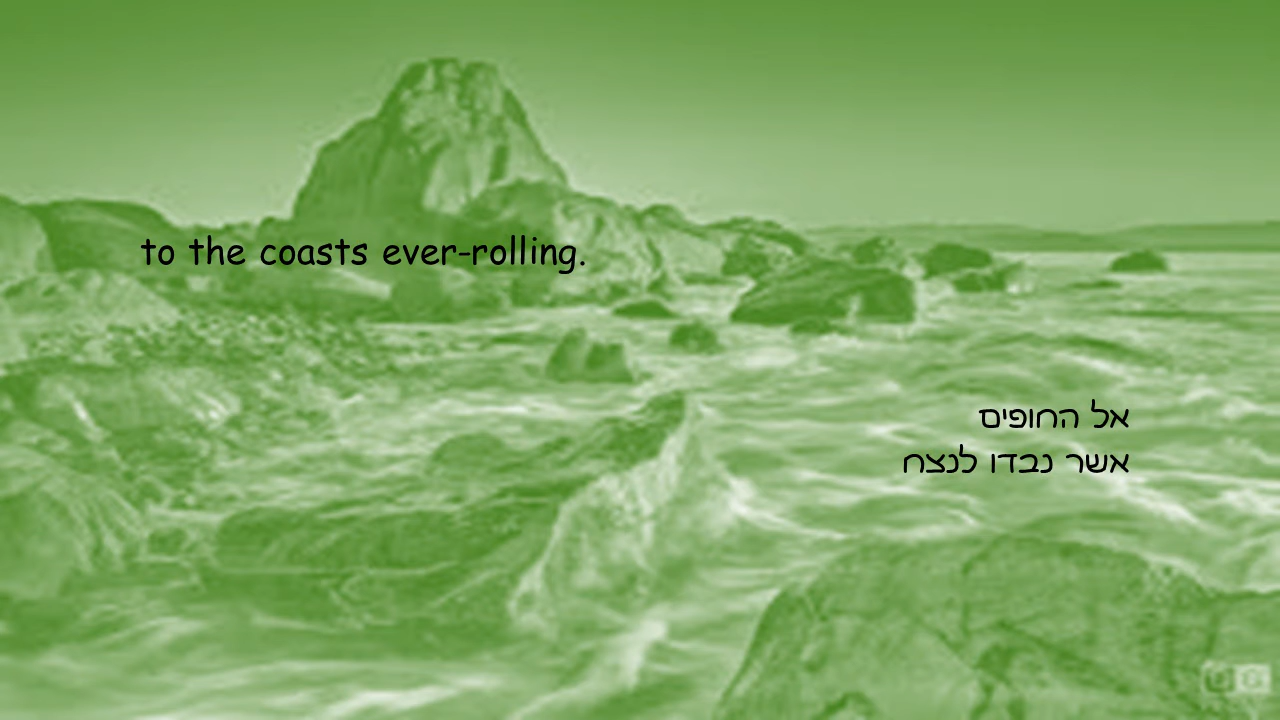 to the coasts ever-rolling.
אל החופים
אשר נבדו לנצח